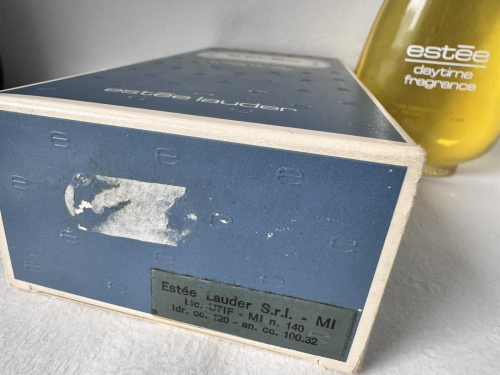 estēe
daytime
fragrance
estēe lauder
Estée Lauder S.r.l. - MI
Lic. UTIF - MI n. 140
Idr. cc. 120 - an. cc. 100.32